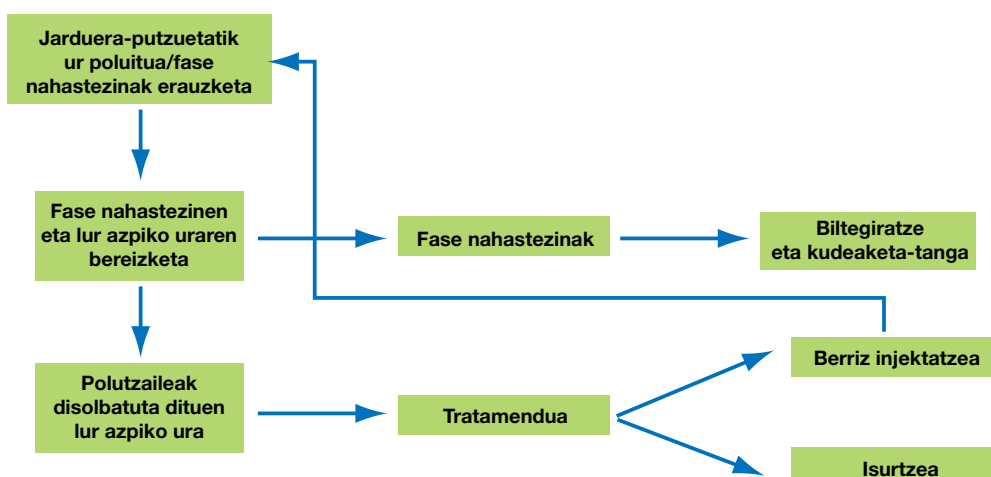 Jarduera-putzuetatik
ur poluitua/fase
nahastezinak erauzketa
Fase nahastezinen
eta lur azpiko uraren
bereizketa
Fase nahastezinak
Biltegiratze
eta kudeaketa-tanga
Polutzaileak
disolbatuta dituen
lur azpiko ura
Tratamendua
Berriz injektatzea
Isurtzea